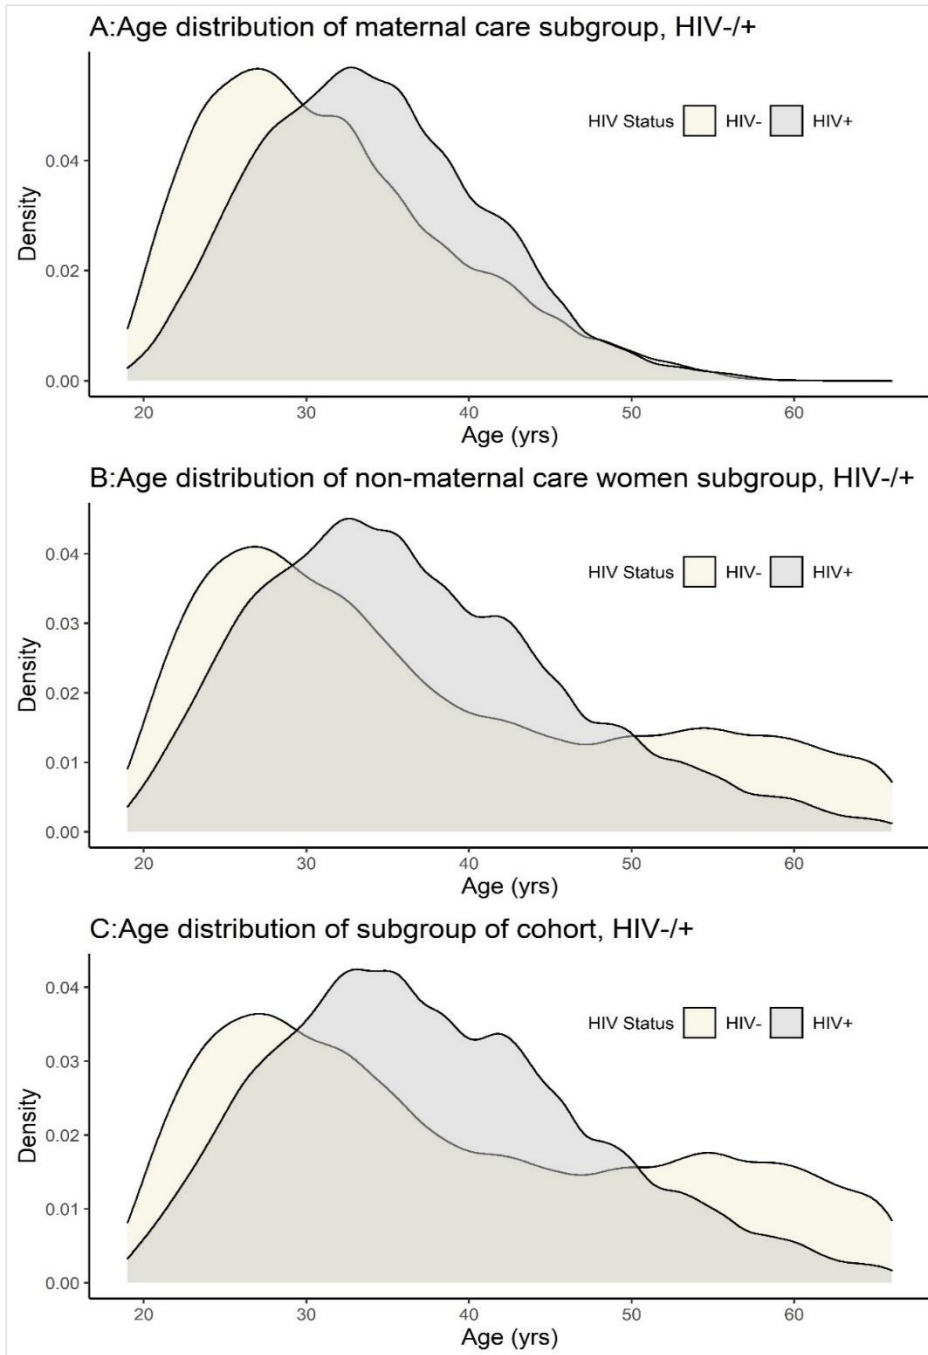 A:Age distribution of maternal care subgroup, HIV-/+
HIV Status HIV- HIV+
Density
0.04
0.02
0.00
20 30 40 50 60
Age (yrs)
B:Age distribution of non-maternal care women subgroup, HIV-/+
HIV Status HIV- HIV+
Density
0.04
0.03
0.02
0.01
0.00
20 30 40 50 60
Age (yrs)
C:Age distribution of subgroup of cohort, HIV-/+
HIV Status HIV- HIV+
Density
0.04
0.03
0.02
0.01
0.00
20 30 40 50 60
Age (yrs)